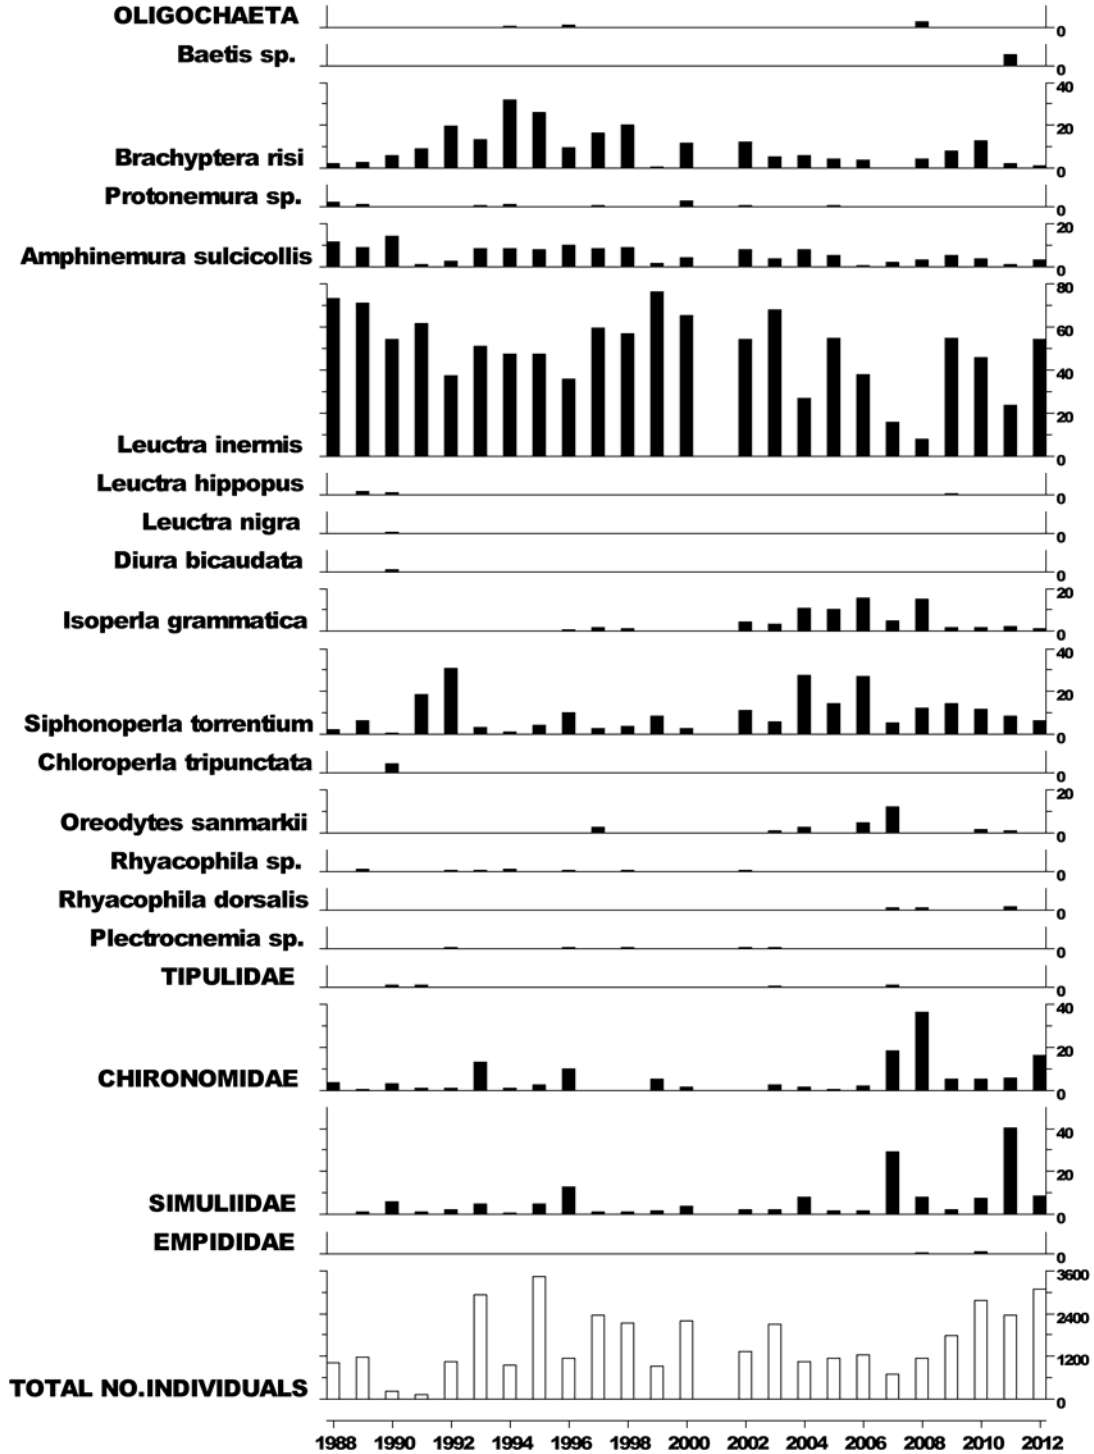 OLIGOCHAETA
0
Baetis sp.
0
40
20
Brachyptera risi
0
Protonemura sp.
0
20
Amphinemura sulcicollis
0
80
60
40
20
Leuctra inermis
0
Leuctra hippopus
0
Leuctra nigra
0
Diura bicaudata
0
20
Isoperla grammatica
0
40
20
Siphonoperla torrentium
0
Chloroperla tripunctata
0
20
Oreodytes sanmarkii
0
Rhyacophila sp.
0
Rhyacophila dorsalis
0
Plectrocnemia sp.
0
TIPULIDAE
0
40
20
CHIRONOMIDAE
0
40
20
SIMULIIDAE
0
EMPIDIDAE
0
3600
2400
1200
TOTAL NO.INDIVIDUALS
0
1988 1990 1992 1994 1996 1998 2000 2002 2004 2006 2008 2010 2012